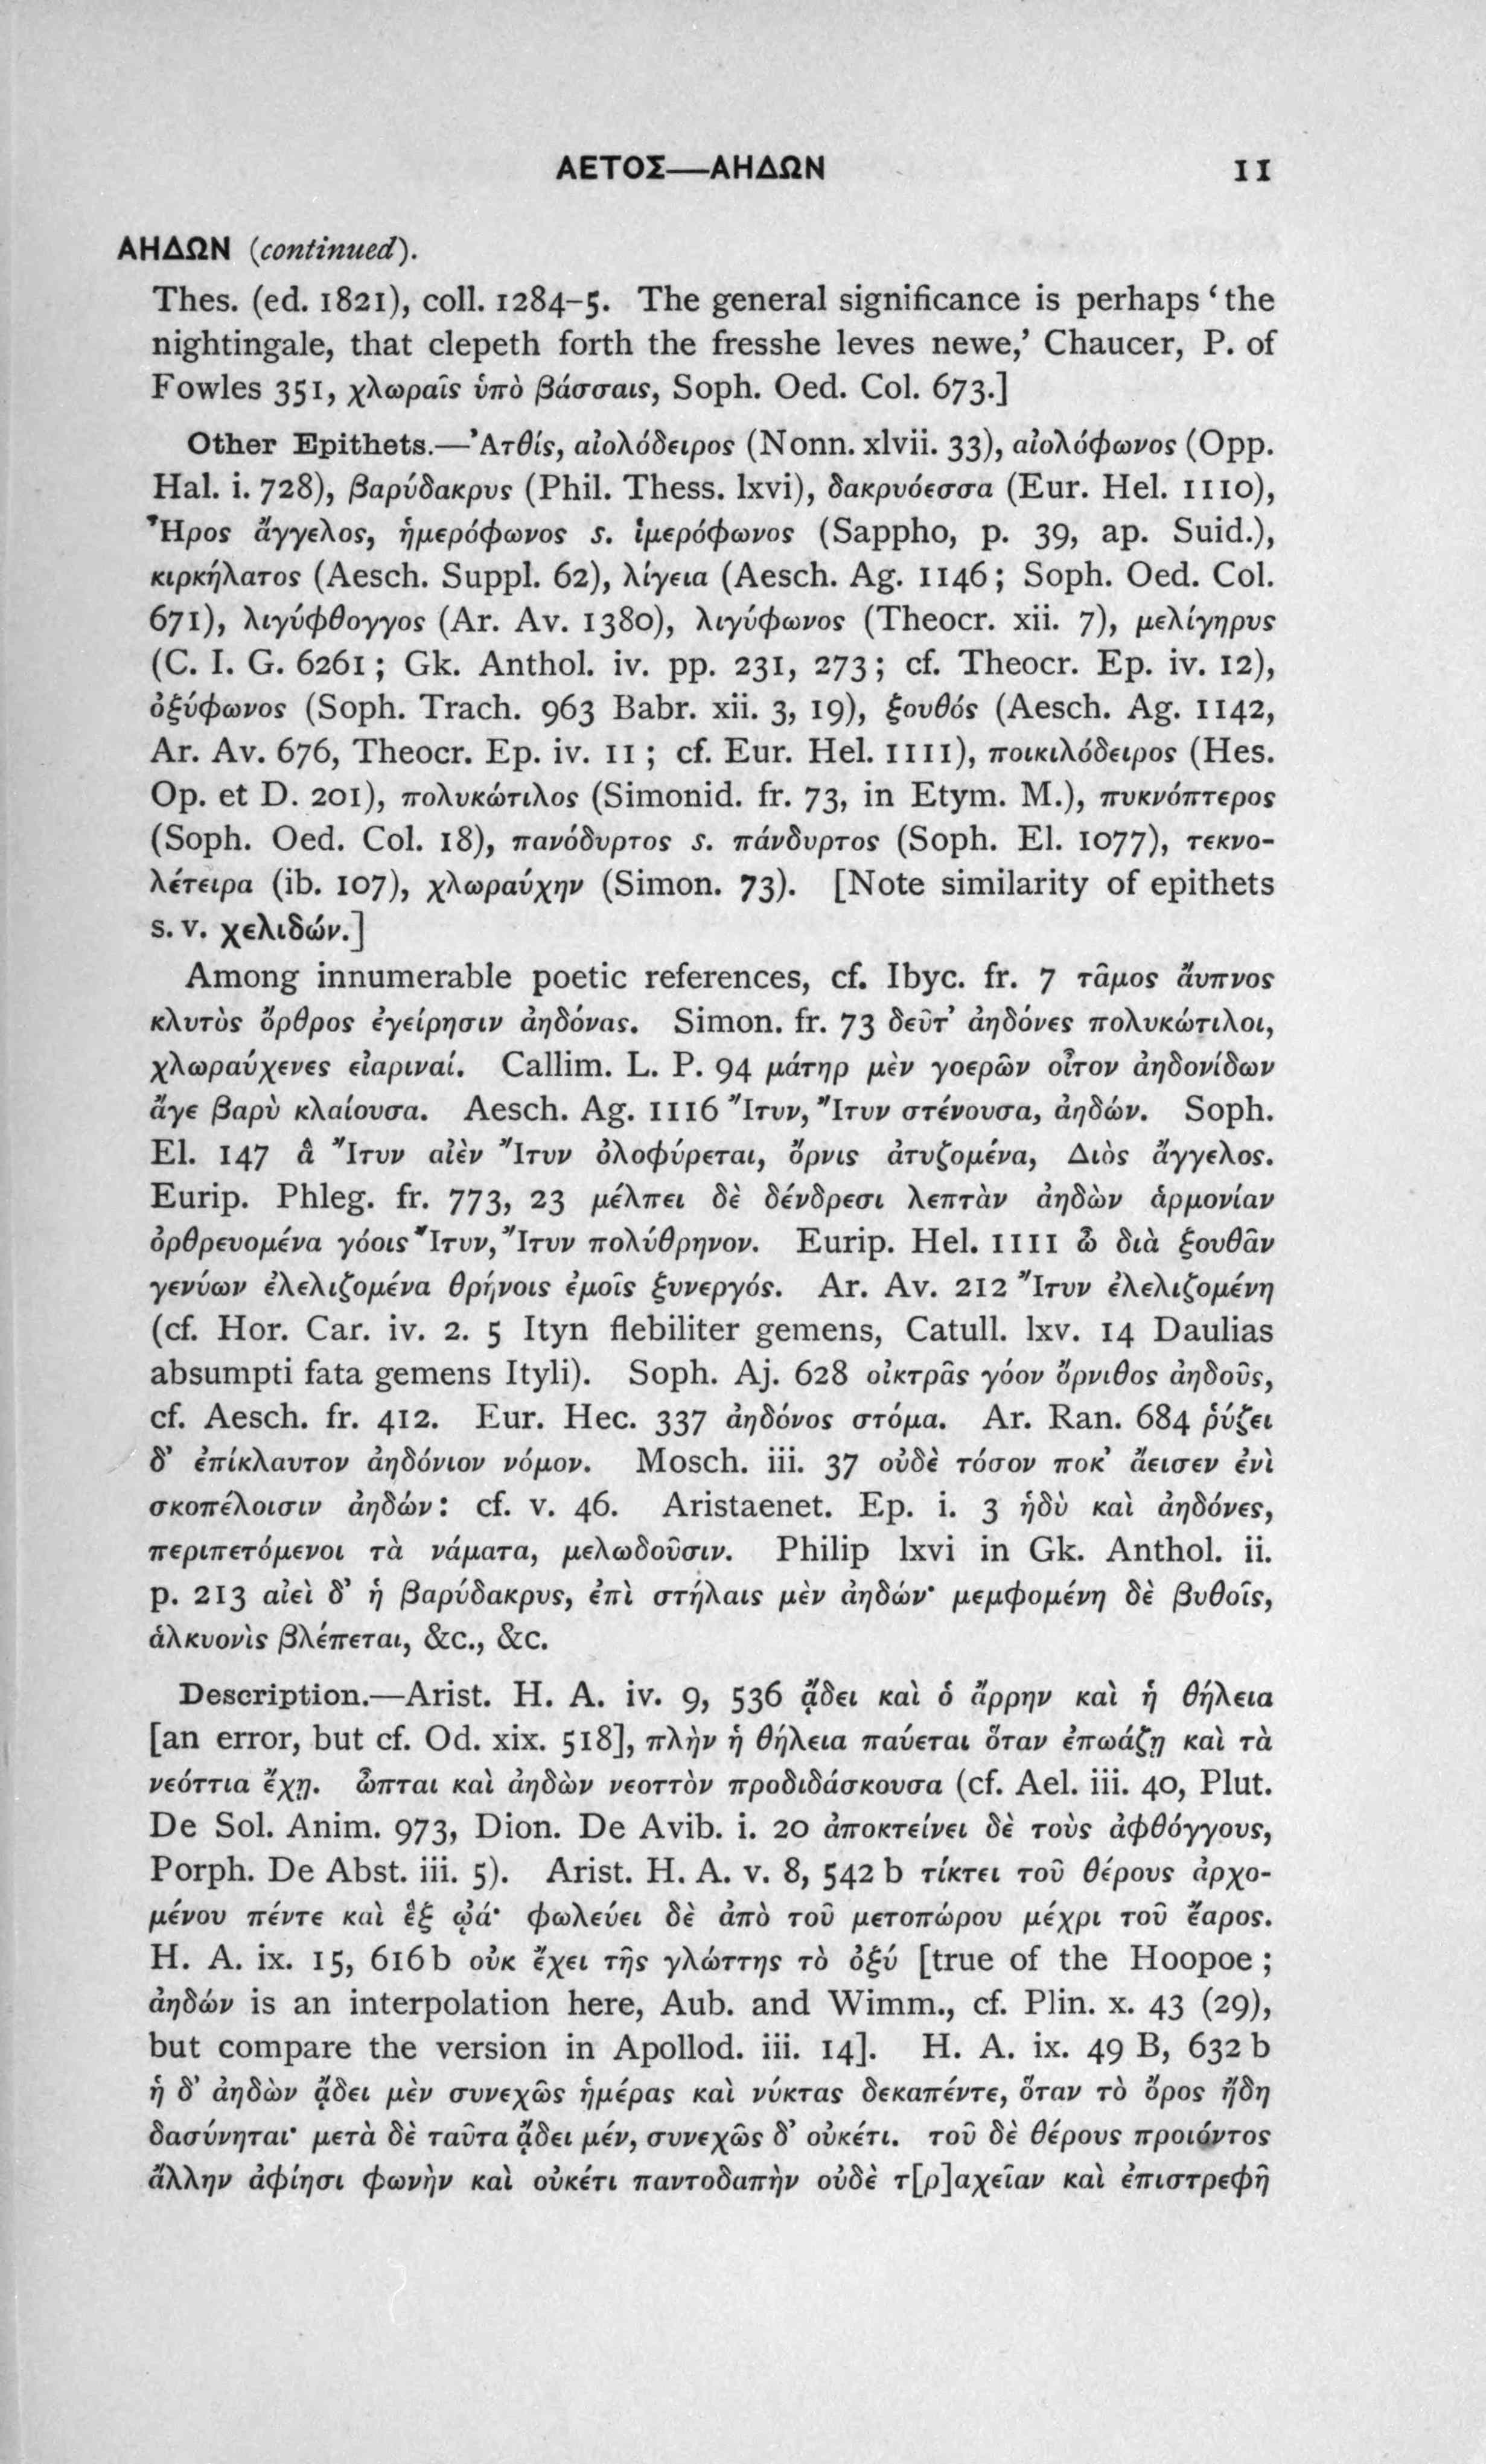 ΑΕΤΟΣ—ΑΗΔΩΝ 11
ΑΗΔΩΝ (continued).
Thes. (ed. 1821), coll. 1284–5. The general significance is perhaps ‘the
nightingale, that clepeth forth the fresshe leves newe,’ Chaucer, P. of
Fowles 351, χλωραῖς ὑπὸ βάσσαις, Soph. Oed. Col. 673.]
Other Epithets.—Ἀτθίς, αἰολόδειρος (Nonn. xlvii. 33), αἰολόφωνος (Opp.
Hal. i. 728), βαρύδακρυς (Phil. Thess. lxvi), δακρυόεσσα (Eur. Hel. 1110),
Ἦρος ἄγγελος, ἡμερόφωνος s. ἱμερόφωνος (Sappho, p. 39, ap. Suid.),
κιρκήλατος (Aesch. Suppl. 62), λίγεια (Aesch. Ag. 1146; Soph. Oed. Col.
671), λιγύφθογγος (Ar. Av. 1380), λιγύφωνος (Theocr. xii. 7), μελίγηρυς
(C. I. G. 6261; Gk. Anthol. iv. pp. 231, 273; cf. Theocr. Ep. iv. 12),
ὀξύφωνος (Soph. Trach. 963 Babr. xii. 3, 19), ξουθός (Aesch. Ag. 1142,
Ar. Av. 676, Theocr. Ep. iv. 11; cf. Eur. Hel. 1111), ποικιλόδειρος (Hes.
Op. et D. 201), πολυκώτιλος (Simonid. fr. 73, in Etym. M.), πυκνόπτερος
(Soph. Oed. Col. 18), πανόδυρτος s. πάνδυρτος (Soph. El. 1077), τεκνο-
λέτειρα (ib. 107), χλωραύχην (Simon. 73). [Note similarity of epithets
s. v. χελιδών.]
Among innumerable poetic references, cf. Ibyc. fr. 7 τᾶμος ἄυπνος
κλυτὸς ὄρθρος ἐγείρησιν ἀηδόνας. Simon. fr. 73 δεῦτ’ ἀηδόνες πολυκώτιλοι,
χλωραύχενες εἰαριναί. Callim. L. P. 94 μάτηρ μὲν γοερῶν οἶτον ἀηδονίδων
ἄγε βαρὺ κλαίουσα. Aesch. Ag. 1116 Ἴτυν, Ἴτυν στένουσα, ἀηδών. Soph.
El. 147 ἃ Ἴτυν αἰὲν Ἴτυν ὀλοφύρεται, ὄρνις ἀτυζομένα, Διὸς ἄγγελος.
Eurip. Phleg. fr. 773, 23 μέλπει δὲ δένδρεσι λεπτὰν ἀηδὼν ἁρμονίαν
ὀρθρευομένα γόοις Ἴτυν, Ἴτυν πολύθρηνον. Eurip. Hel. 1111 ὦ διὰ ξουθᾶν
γενύων ἐλελιζομένα θρήνοις ἐμοῖς ξυνεργός. Ar. Av. 212 Ἴτυν ἐλελιζομένη
(cf. Hor. Car. iv. 2. 5 Ityn flebiliter gemens, Catull. lxv. 14 Daulias
absumpti fata gemens Ityli). Soph. Aj. 628 οἰκτρᾶς γόον ὄρνιθος ἀηδοῦς,
cf. Aesch. fr. 412. Eur. Hec. 337 ἀηδόνος στόμα. Ar. Ran. 684 ῥύζει
δ’ ἐπίκλαυτον ἀηδόνιον νόμον. Mosch. iii. 37 οὐδὲ τόσον ποκ’ ἄεισεν ἐνὶ
σκοπέλοισιν ἀηδών: cf. v. 46. Aristaenet. Ep. i. 3 ἡδὺ καὶ ἀηδόνες,
περιπετόμενοι τὰ νάματα, μελωδοῦσιν. Philip lxvi in Gk. Anthol. ii.
p. 213 αἰεὶ δ’ ἡ βαρύδακρυς, ἐπὶ στήλαις μὲν ἀηδών· μεμφομένη δὲ βυθοῖς,
ἁλκυονὶς βλέπεται, &c., &c.
Description.—Arist. H. A. iv. 9, 536 ᾄδει καὶ ὁ ἄρρην καὶ ἡ θήλεια
[an error, but cf. Od. xix. 518], πλὴν ἡ θήλεια παύεται ὅταν ἐπωάζῃ καὶ τὰ
νεόττια ἔχῃ. ὦπται καὶ ἀηδὼν νεοττὸν προδιδάσκουσα (cf. Ael. iii. 40, Plut.
De Sol. Anim. 973, Dion. De Avib. i. 20 ἀποκτείνει δὲ τοὺς ἀφθόγγους,
Porph. De Abst. iii. 5). Arist. H. A. v. 8, 542 b τίκτει τοῦ θέρους ἀρχο-
μένου πέντε καὶ ἓξ ᾠά· φωλεύει δὲ ἀπὸ τοῦ μετοπώρου μέχρι τοῦ ἔαρος.
H. A. ix. 15, 616 b οὐκ ἔχει τῆς γλώττης τὸ ὀξύ [true of the Hoopoe;
ἀηδών is an interpolation here, Aub. and Wimm., cf. Plin. x. 43 (29),
but compare the version in Apollod. iii. 14]. H. A. ix. 49 B, 632 b
ἡ δ’ ἀηδὼν ᾄδει μὲν συνεχῶς ἡμέρας καὶ νύκτας δεκαπέντε, ὅταν τὸ ὄρος ἤδη
δασύνηται· μετὰ δὲ ταῦτα ᾄδει μέν, συνεχῶς δ’ οὐκέτι. τοῦ δὲ θέρους προιόντος
ἄλλην ἀφίησι φωνὴν καὶ οὐκέτι παντοδαπὴν οὐδὲ τ[ρ]αχεῖαν καὶ ἐπιστρεφῆ